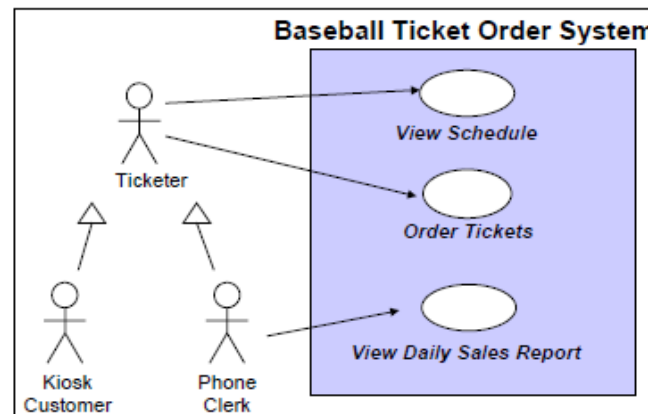 Baseball Ticket Order System
View Schedule
Ticketer
Order Tickets
View Daily Sales Report
Kiosk
Customer
Phone
Clerk